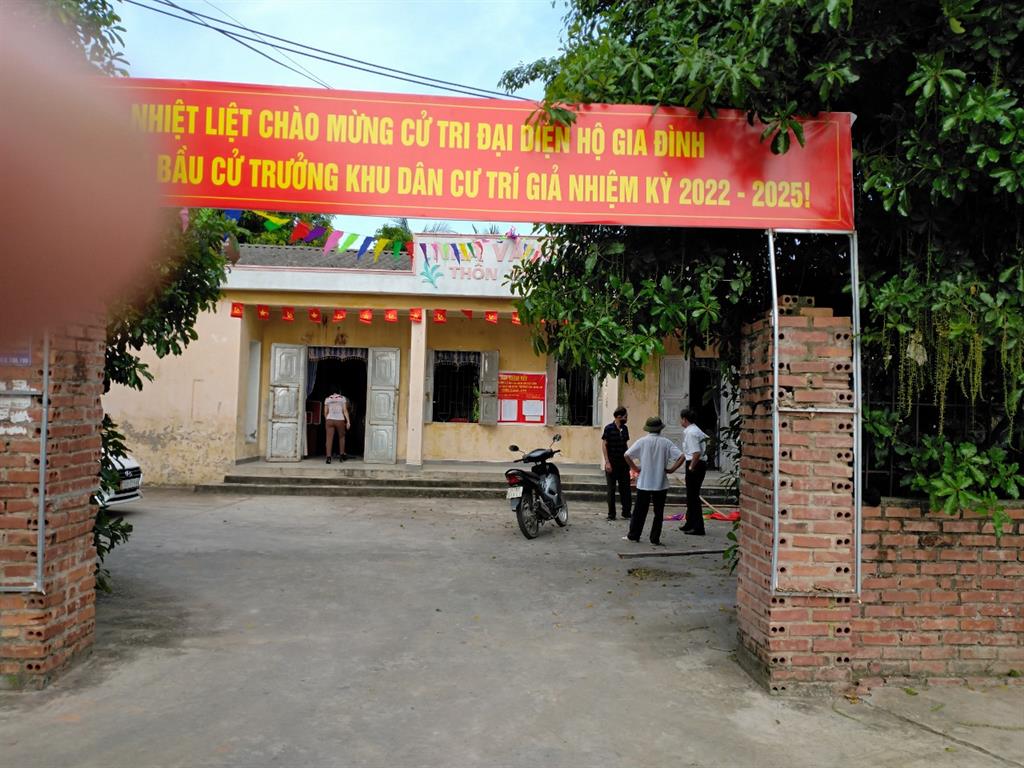 NHIỆT LIỆT CHÀO MỪNG CỬ TRI ĐẠI DIỆN HỘ GIA ĐÌNH
BẦU CỬ TRƯỞNG KHU DÂN CƯ TRÍ GIẢ NHIỆM KỲ 2022 - 2025!
THÔN